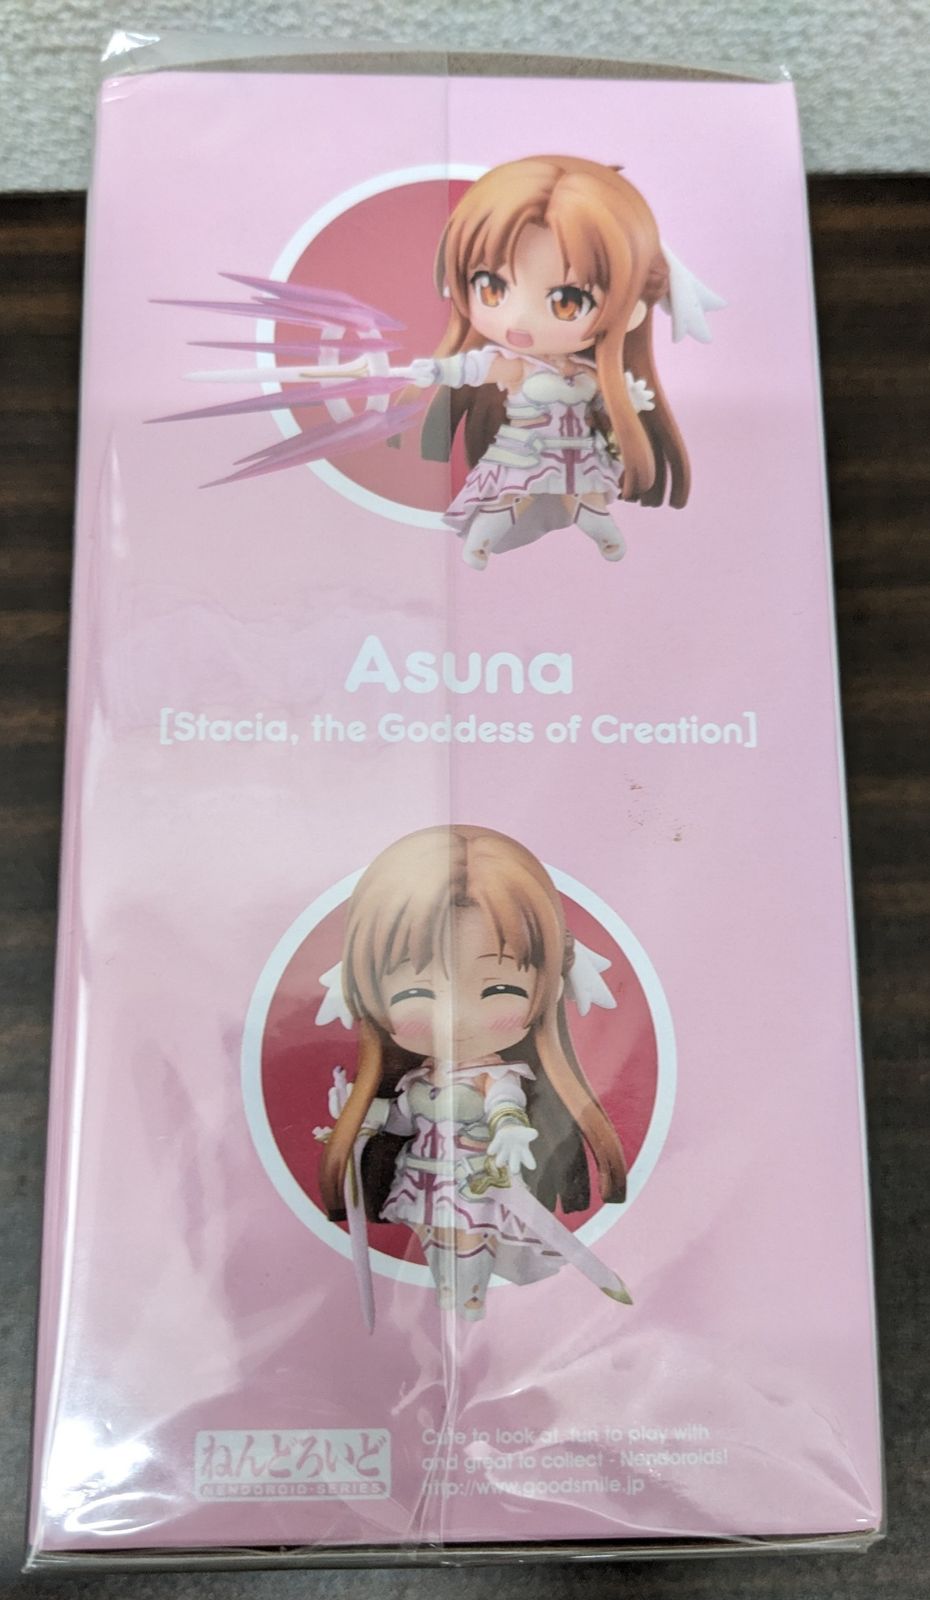 Asuna
[Stacia, the Goddess of Creation]
ねんどろいど
NENDOROID·SERIES
Cute to look at, fun to play with
and great to collect - Nendoroids!
http://www.goodsmile.jp